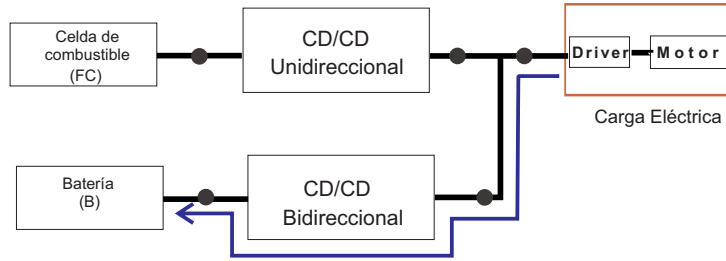 Celda de
combustible
(FC)
CD/CD
Unidireccional
Driver
Motor
Carga Eléctrica
Batería
(B)
CD/CD
Bidireccional